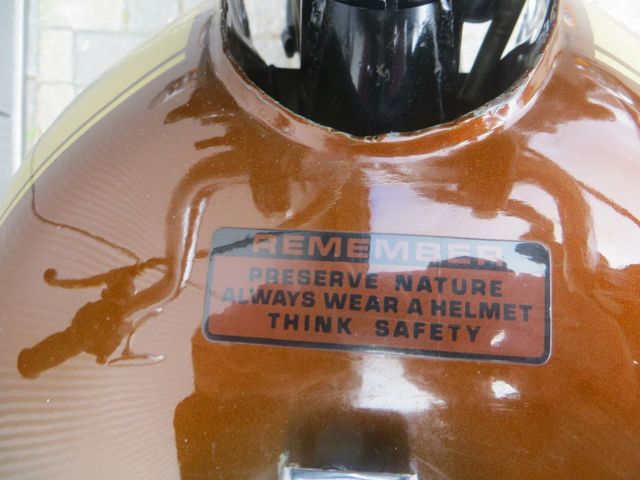 REMEMBER
PRESERVE NATURE
ALWAYS WEAR A HELMET
THINK SAFETY